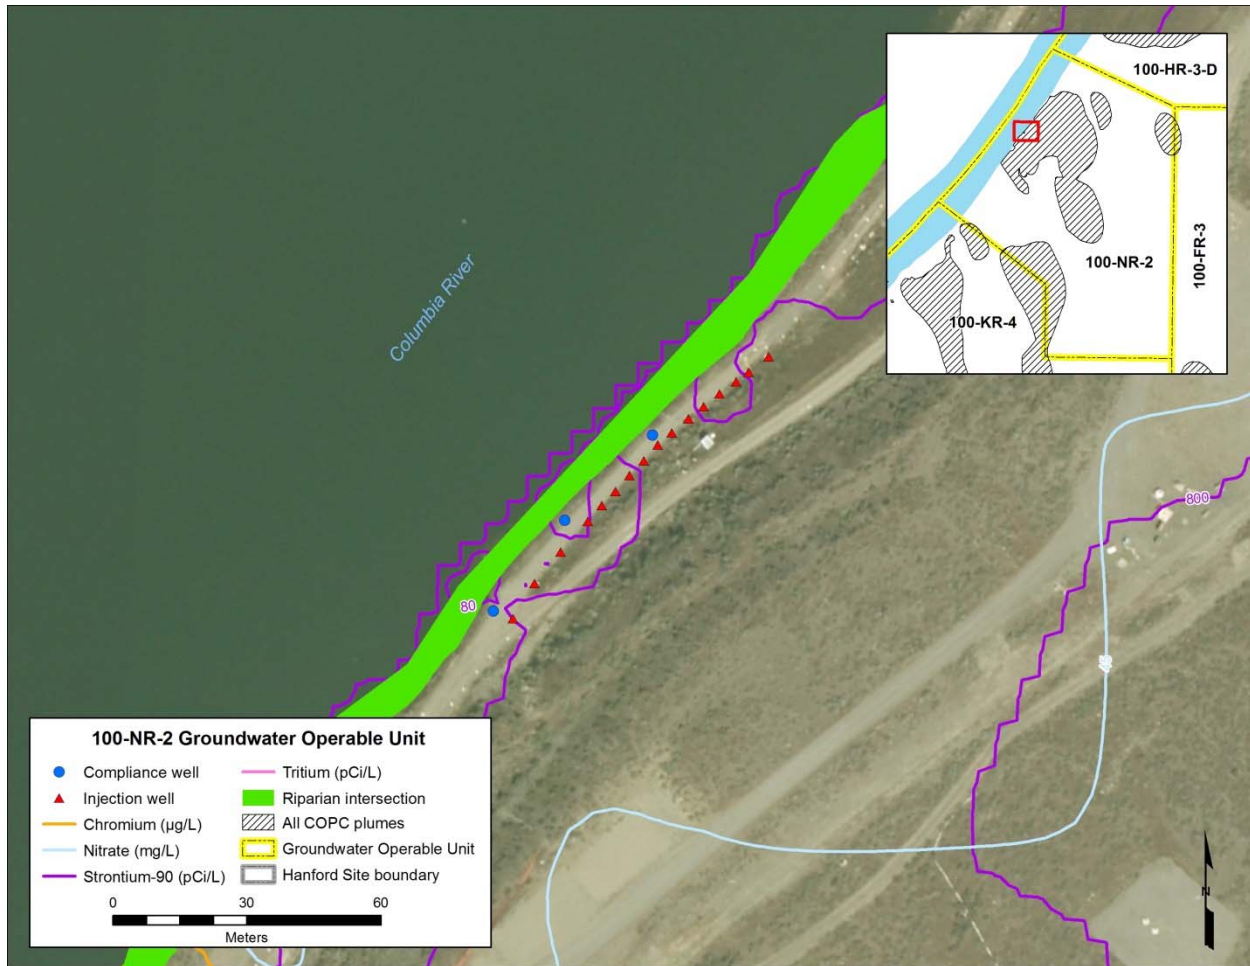 100-HR-3-D
100-NR-2
100-FR-3
100-KR-4
Columbia River
800
80
100-NR-2 Groundwater Operable Unit
Compliance well
Injection well
Chromium (µg/L)
Nitrate (mg/L)
Strontium-90 (pCi/L)
Tritium (pCi/L)
Riparian intersection
All COPC plumes
Groundwater Operable Unit
Hanford Site boundary
0 30 60
Meters
N